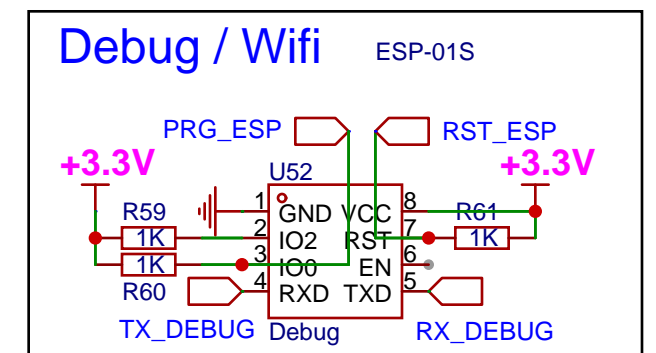 Debug / Wifi ESP-01S
PRG_ESP RST_ESP
+3.3V +3.3V
U52
R59 1 GND VCC 8 R61
1K 2 IO2 RST 7 1K
1K 3 IO0 EN 6
R60 4 RXD TXD 5
TX_DEBUG Debug RX_DEBUG